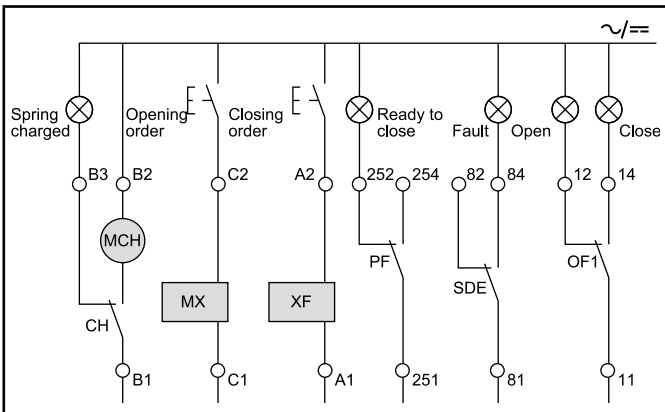 ~/==
Spring charged
Opening order
Closing order
Ready to close
Fault
Open
Close
B3
B2
C2
A2
252
254
82
84
12
14
MCH
MX
XF
PF
SDE
OF1
CH
B1
C1
A1
251
81
11